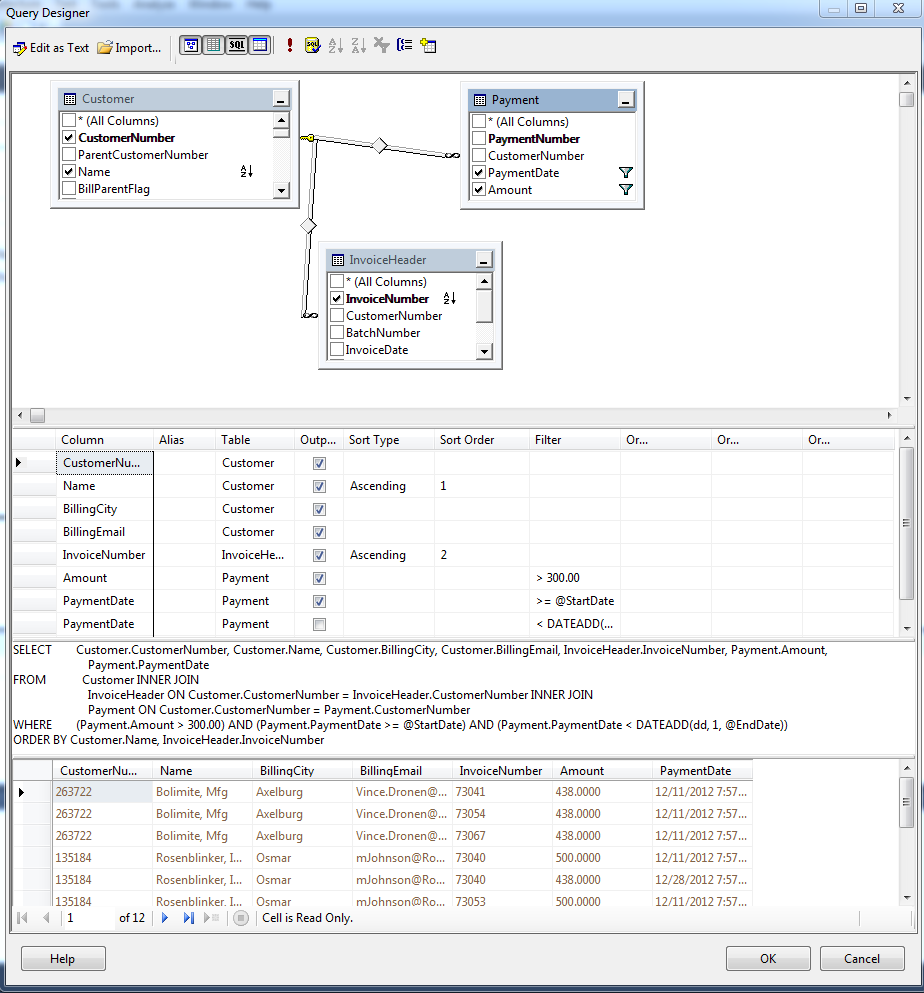 Query Designer
Edit as Text Import... SQL
Customer
* (All Columns)
CustomerNumber
ParentCustomerNumber
Name
BillParentFlag
Payment
* (All Columns)
PaymentNumber
CustomerNumber
PaymentDate
Amount
InvoiceHeader
* (All Columns)
InvoiceNumber
CustomerNumber
BatchNumber
InvoiceDate
Column Alias Table Outp... Sort Type Sort Order Filter Or... Or... Or...
CustomerNu... Customer
Name Customer Ascending 1
BillingCity Customer
BillingEmail Customer
InvoiceNumber InvoiceHe... Ascending 2
Amount Payment > 300.00
PaymentDate Payment >= @StartDate
PaymentDate Payment < DATEADD(...
SELECT Customer.CustomerNumber, Customer.Name, Customer.BillingCity, Customer.BillingEmail, InvoiceHeader.InvoiceNumber, Payment.Amount,
Payment.PaymentDate
FROM Customer INNER JOIN
InvoiceHeader ON Customer.CustomerNumber = InvoiceHeader.CustomerNumber INNER JOIN
Payment ON Customer.CustomerNumber = Payment.CustomerNumber
WHERE (Payment.Amount > 300.00) AND (Payment.PaymentDate >= @StartDate) AND (Payment.PaymentDate < DATEADD(dd, 1, @EndDate))
ORDER BY Customer.Name, InvoiceHeader.InvoiceNumber
CustomerNu... Name BillingCity BillingEmail InvoiceNumber Amount PaymentDate
263722 Bolimite, Mfg Axelburg Vince.Dronen@... 73041 438.0000 12/11/2012 7:57...
263722 Bolimite, Mfg Axelburg Vince.Dronen@... 73054 438.0000 12/11/2012 7:57...
263722 Bolimite, Mfg Axelburg Vince.Dronen@... 73067 438.0000 12/11/2012 7:57...
135184 Rosenblinker, I... Osmar mJohnson@Ro... 73040 500.0000 12/11/2012 7:57...
135184 Rosenblinker, I... Osmar mJohnson@Ro... 73040 438.0000 12/28/2012 7:57...
135184 Rosenblinker, I... Osmar mJohnson@Ro... 73053 500.0000 12/11/2012 7:57...
1 of 12 Cell is Read Only.
Help OK Cancel